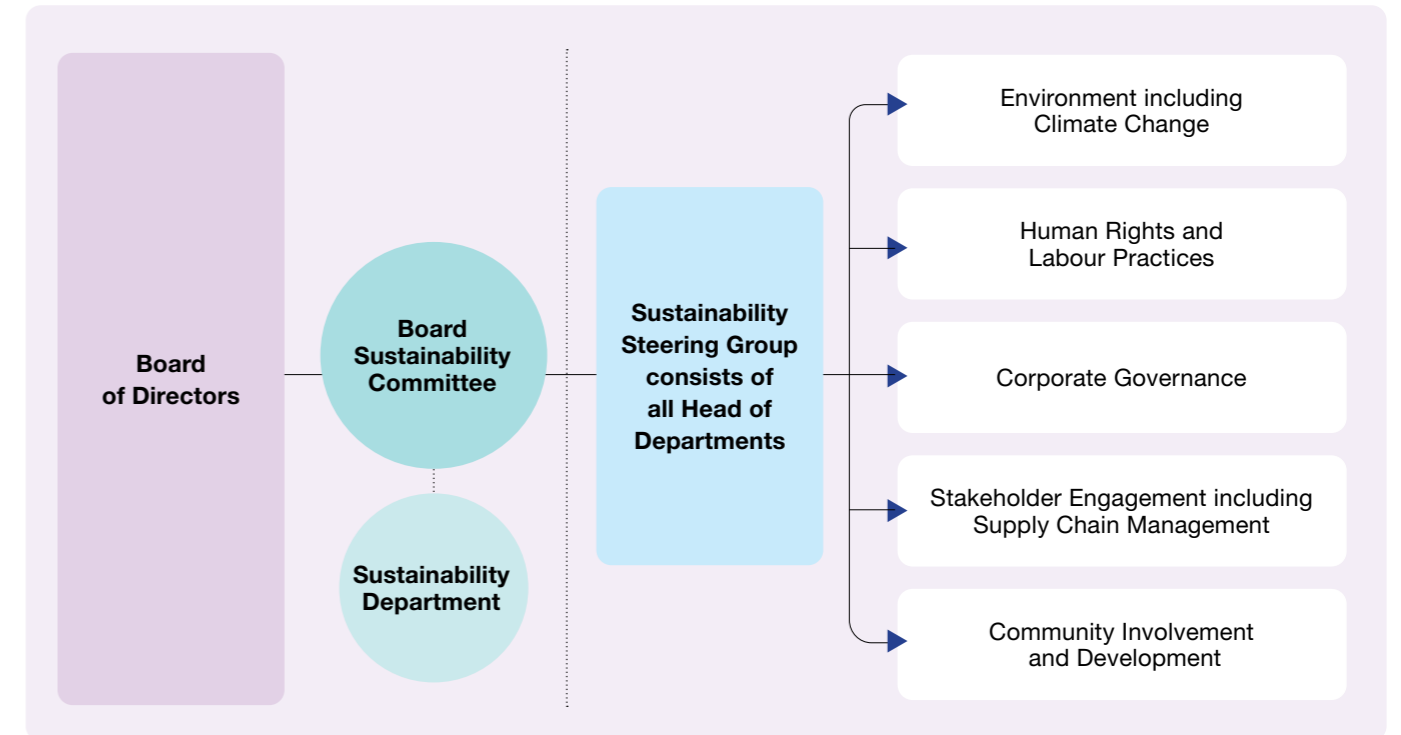 Board
of Directors
Board
Sustainability
Committee
Sustainability
Department
Sustainability
Steering Group
consists of
all Head of
Departments
Environment including
Climate Change
Human Rights and
Labour Practices
Corporate Governance
Stakeholder Engagement including
Supply Chain Management
Community Involvement
and Development